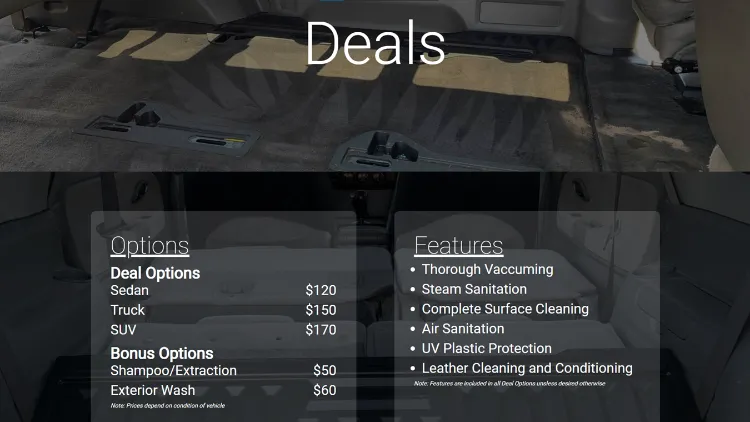 Deals
Options
Deal Options
Sedan $120
Truck $150
SUV $170
Bonus Options
Shampoo/Extraction $50
Exterior Wash $60
Note: Prices depend on condition of vehicle
Features
Thorough Vaccuming
Steam Sanitation
Complete Surface Cleaning
Air Sanitation
UV Plastic Protection
Leather Cleaning and Conditioning
Note: Features are included in all Deal Options unsless desired otherwise